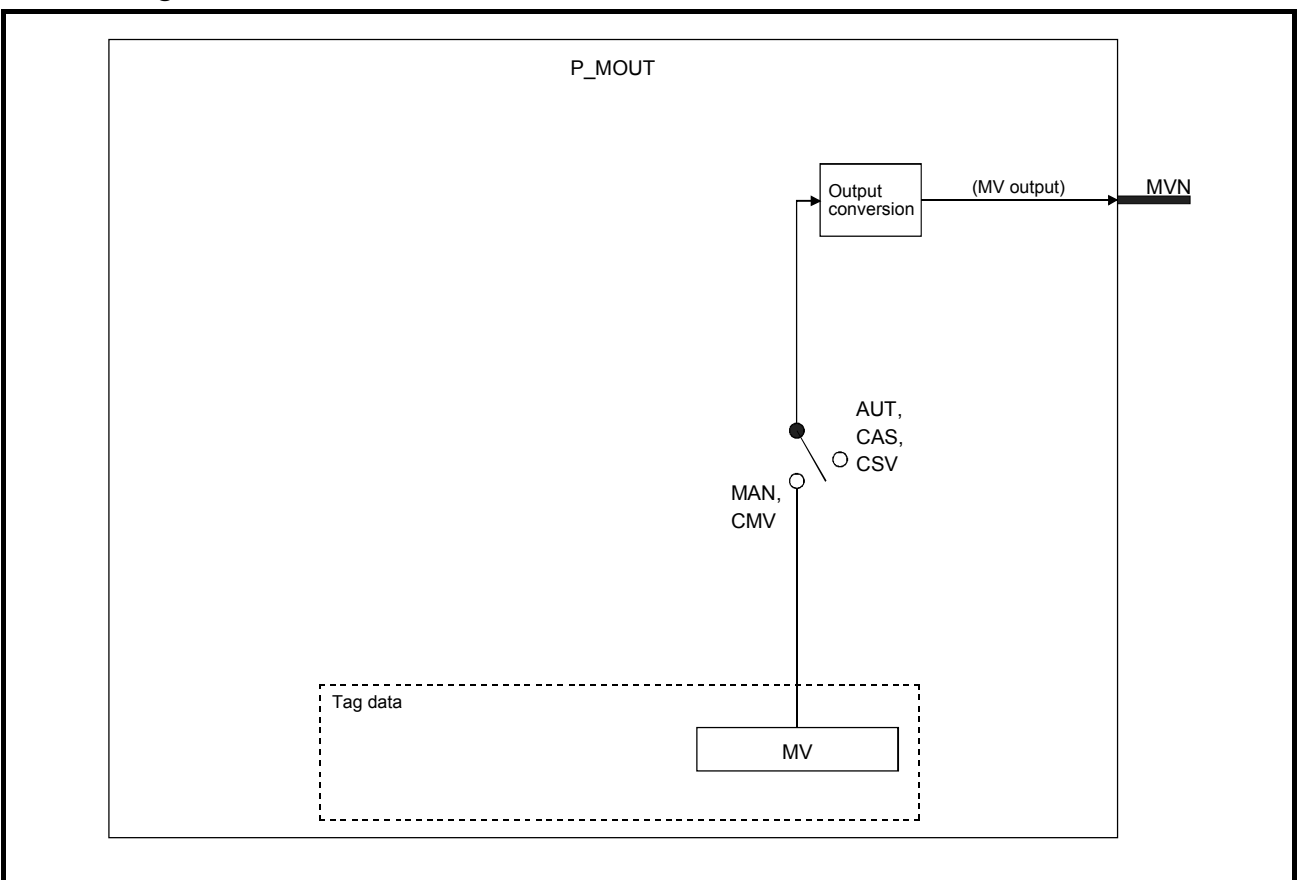 P_MOUT
Output
conversion
(MV output)
MVN
AUT,
CAS,
CSV
MAN,
CMV
Tag data
MV